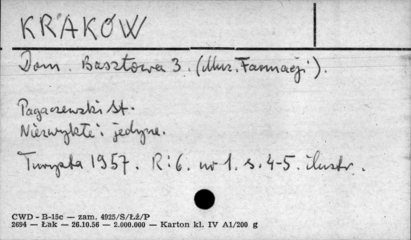 KRAKÓW
Dom. Basztowa 3. (Muz. Farmacji).
Pagaczewski St.
Niezwykłe i jedyne.
Turysta 1957. R:6. nr 1. s. 4-5. ilustr.
CWD - B-15c — zam. 4925/S/ŁŻ/P
2694 — Łak — 26.10.56 — 2.000.000 — Karton kl. IV A1/200 g